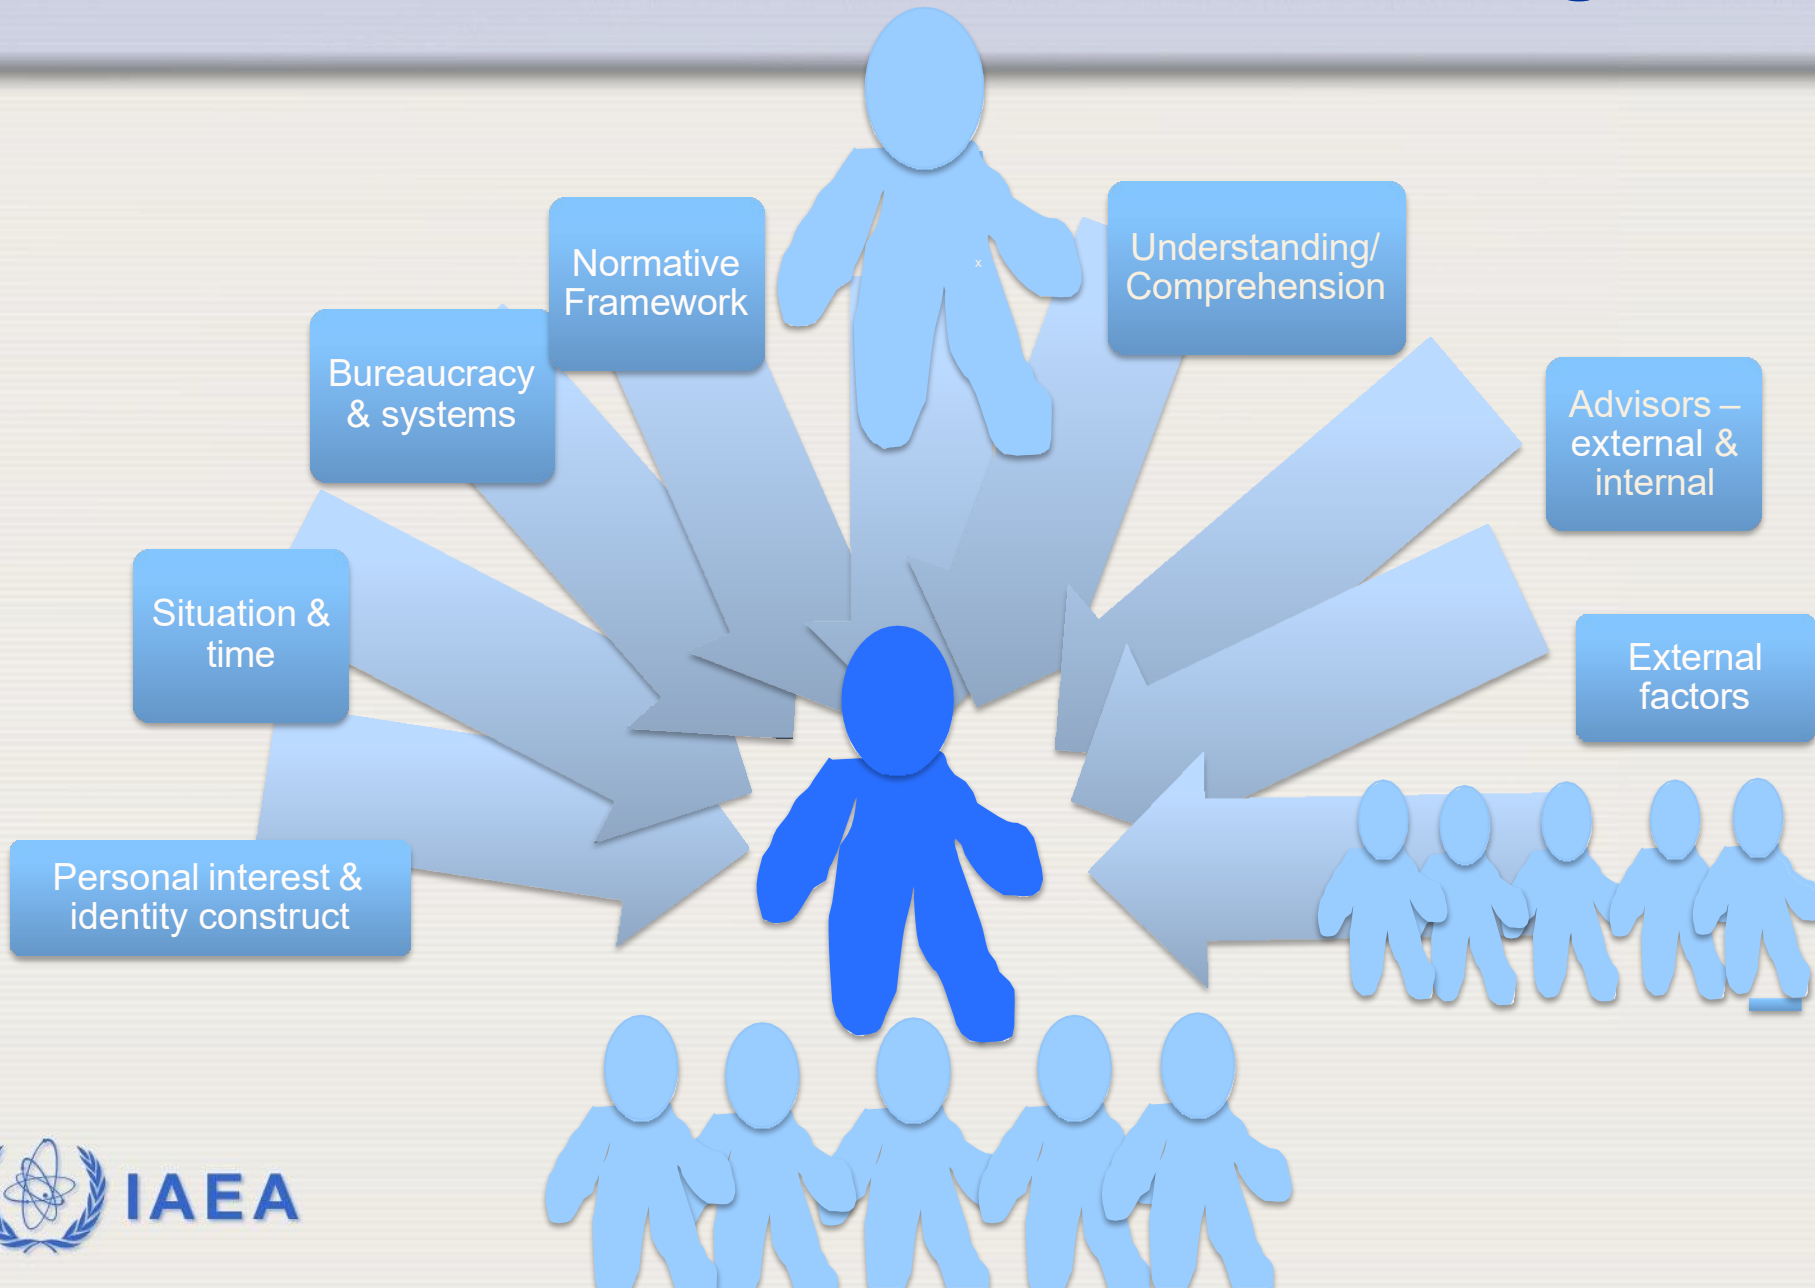 Normative
Framework
Understanding/
Comprehension
x
Bureaucracy
& systems
Advisors –
external &
internal
Situation &
time
External
factors
Personal interest &
identity construct
IAEA